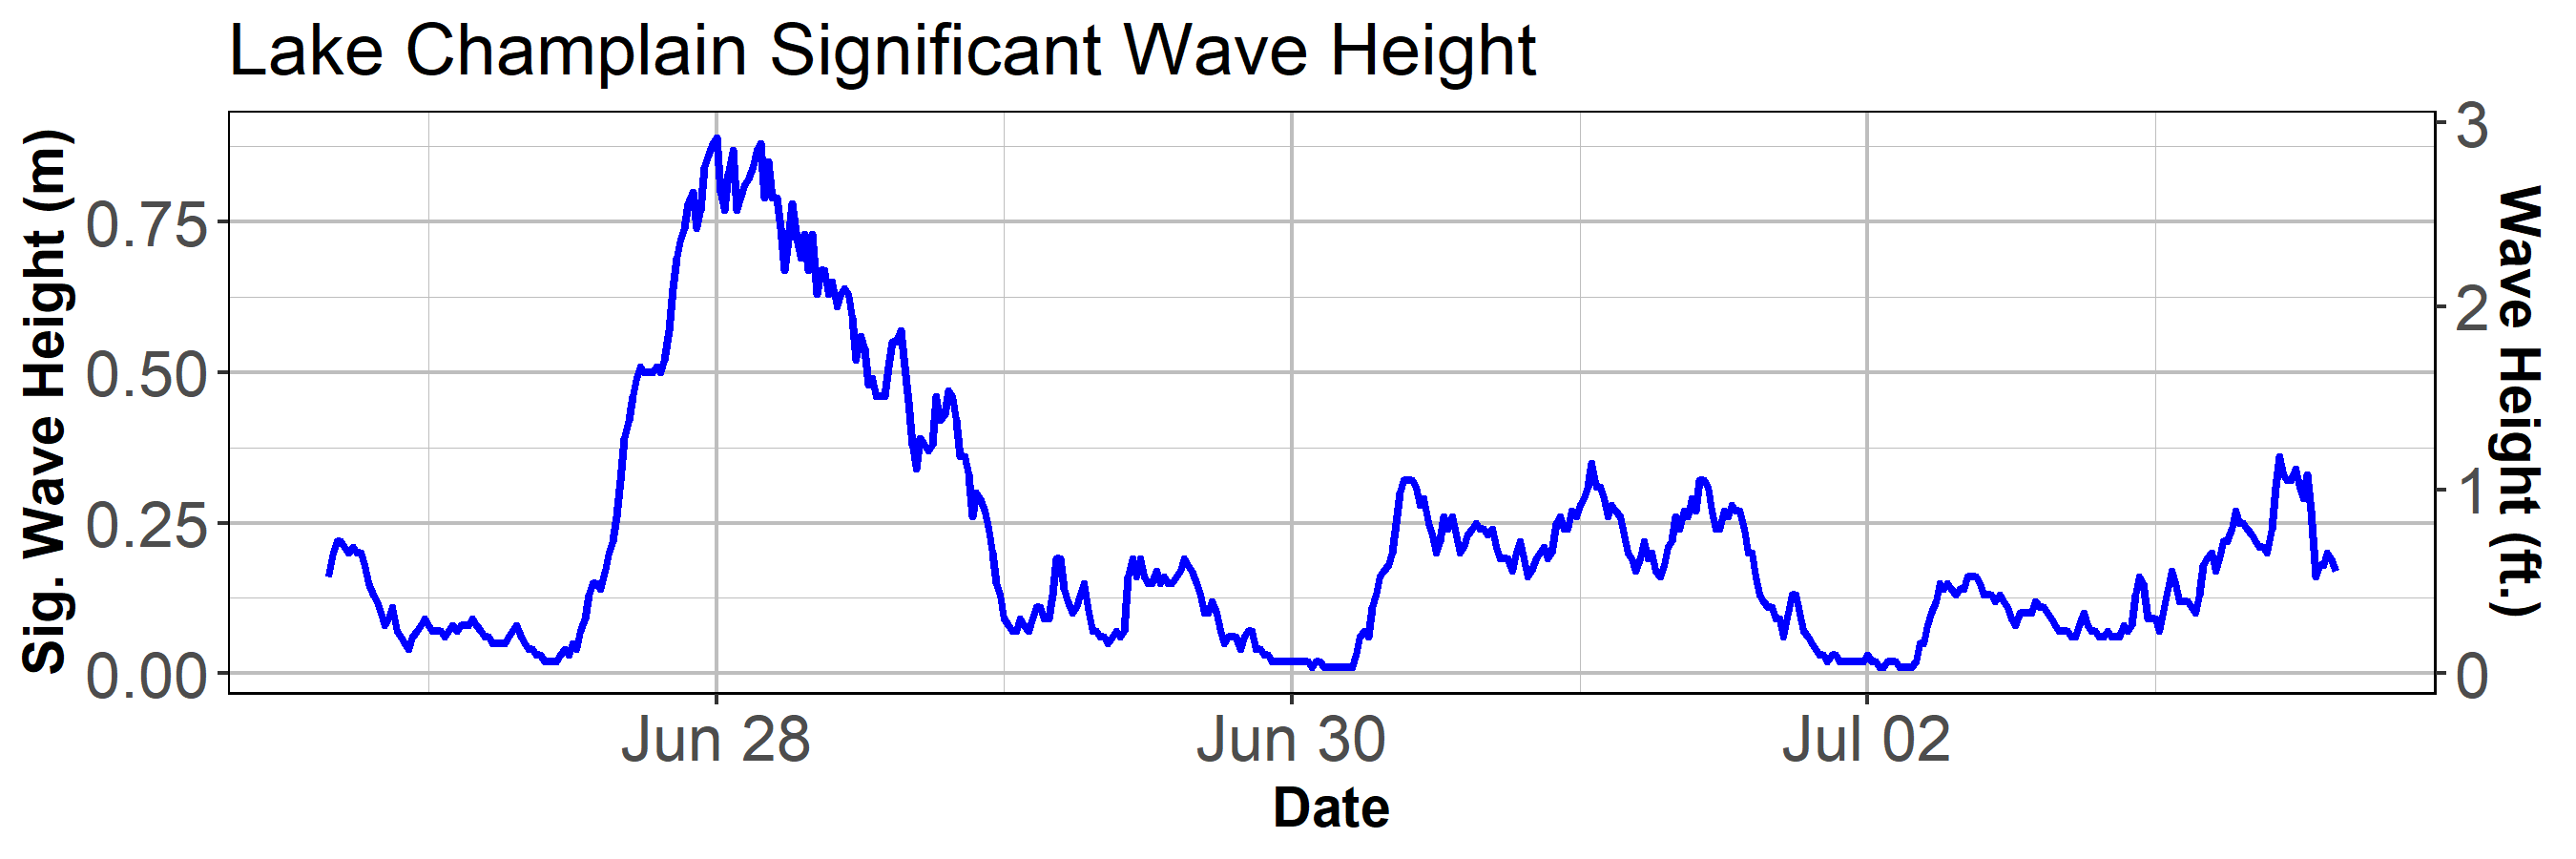 Lake Champlain Significant Wave Height
Sig. Wave Height (m)
0.75
0.50
0.25
0.00
3
2
1
0
Wave Height (ft.)
Jun 28
Jun 30
Jul 02
Date